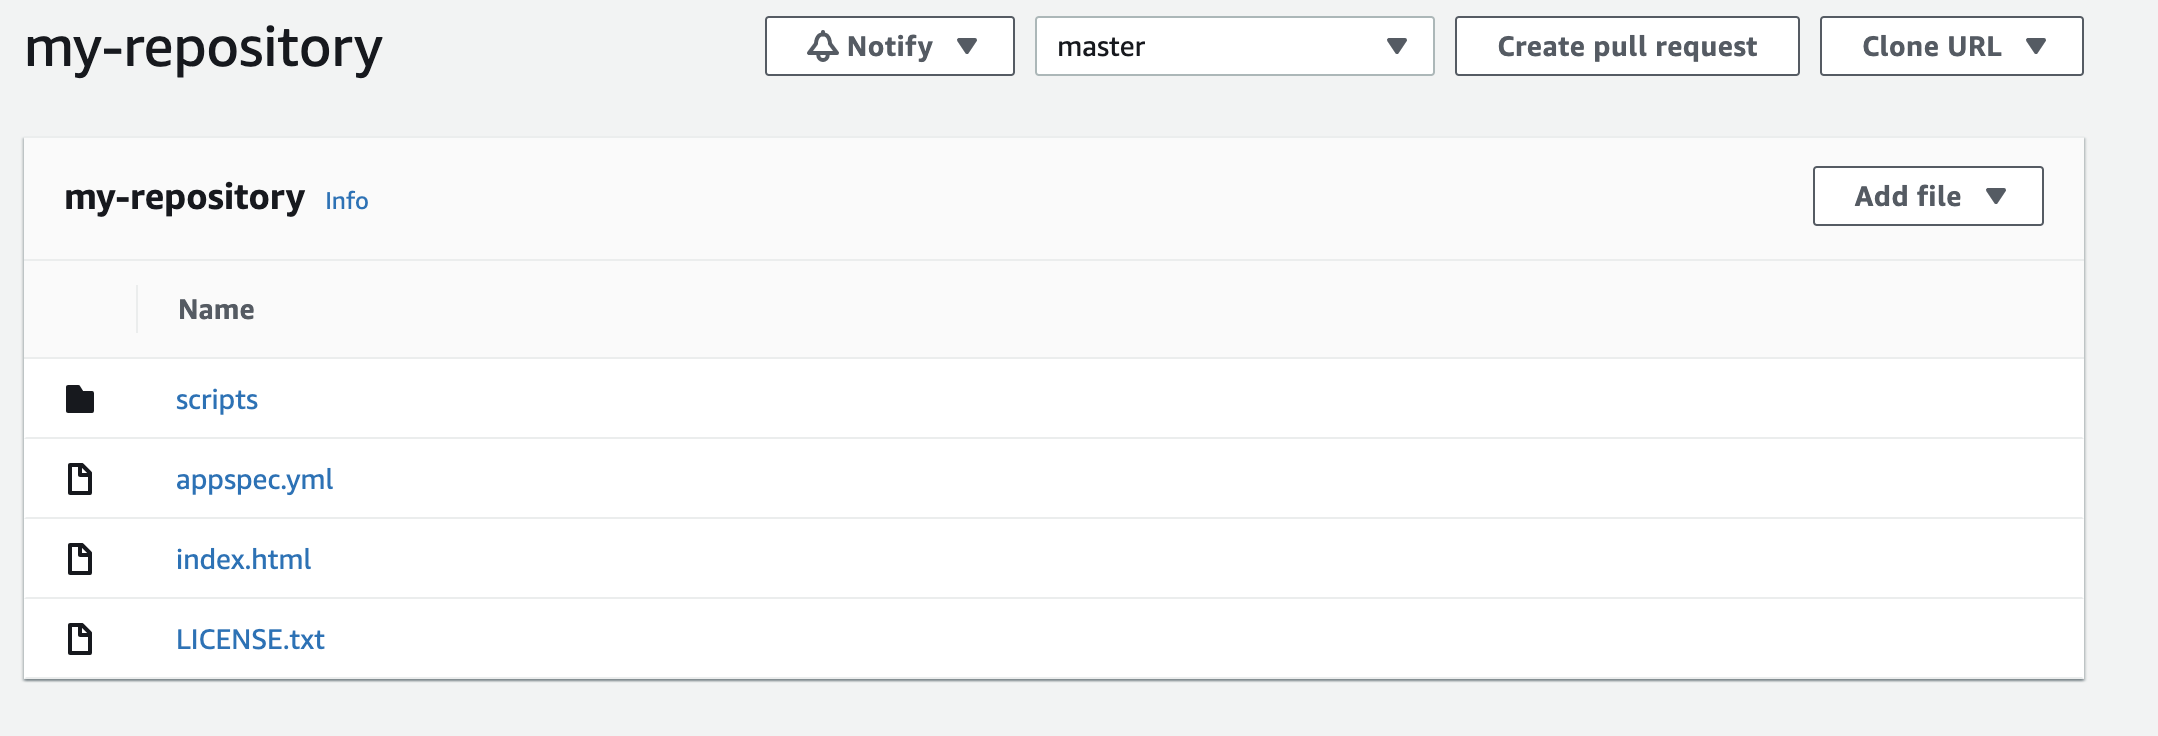 my-repository
Notify
master
Create pull request
Clone URL
my-repository Info
Add file
Name
scripts
appspec.yml
index.html
LICENSE.txt